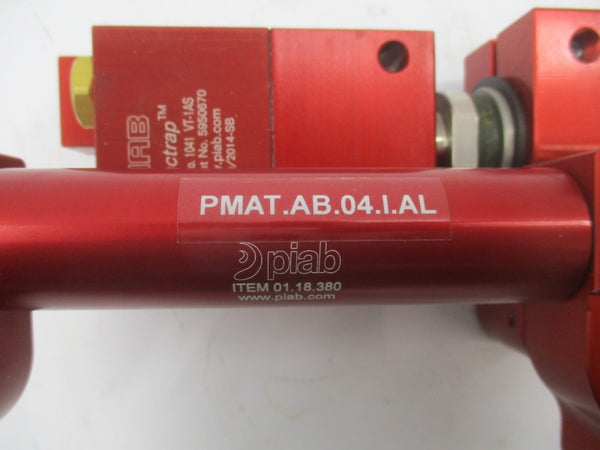 IAB
ctrap™
1041 VT-1AS
No. 5950670
.piab.com
/2014-SB
PMAT.AB.04.I.AL
piab
ITEM 01.18.380
www.piab.com